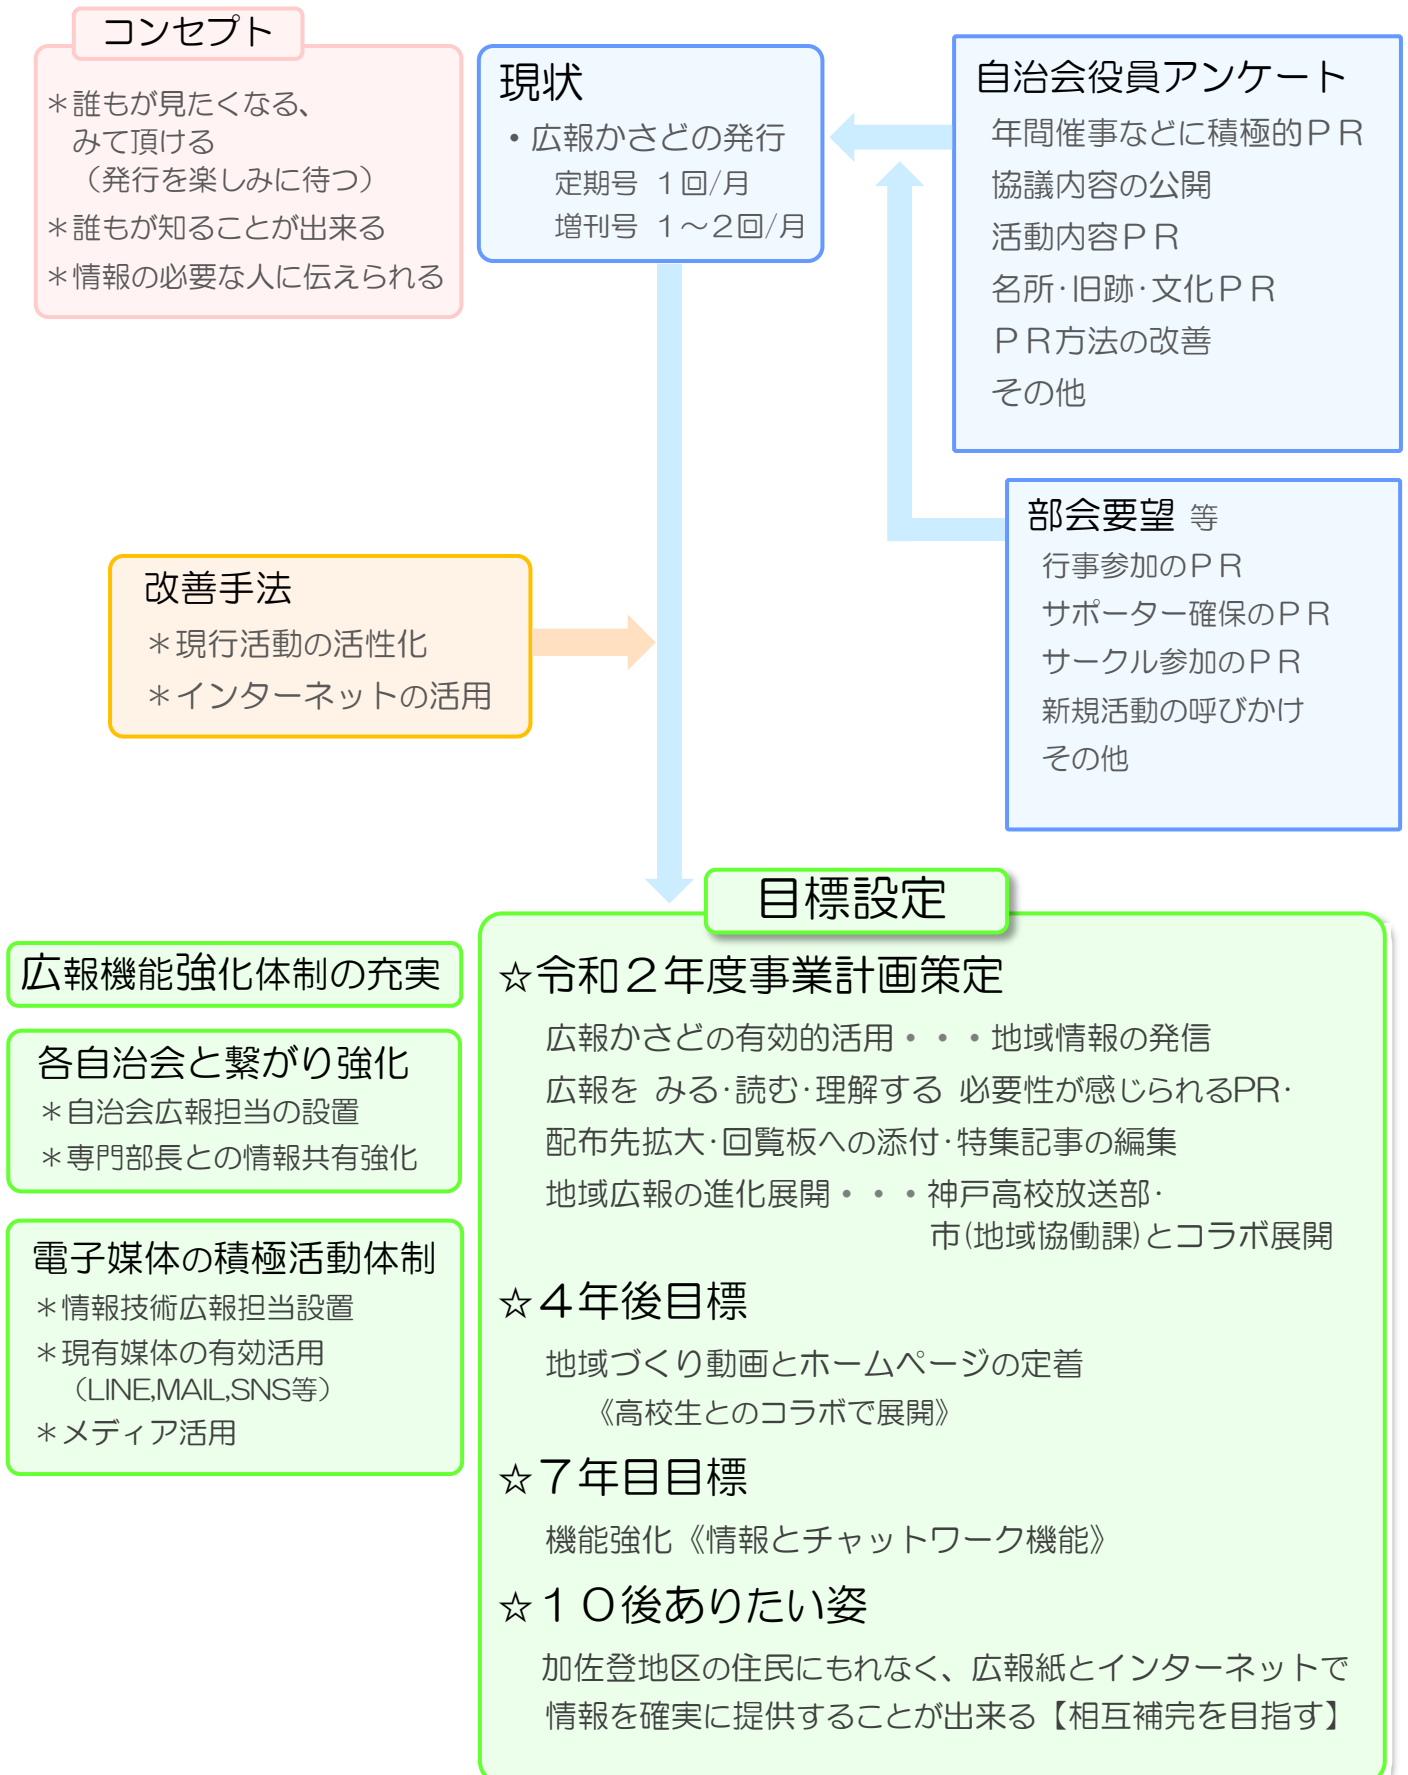 コンセプト
＊誰もが見たくなる、
みて頂ける
（発行を楽しみに待つ）
＊誰もが知ることが出来る
＊情報の必要な人に伝えられる
現状
・広報かさどの発行
定期号 １回/月
増刊号 １～２回/月
自治会役員アンケート
年間催事などに積極的ＰＲ
協議内容の公開
活動内容ＰＲ
名所･旧跡･文化ＰＲ
ＰＲ方法の改善
その他
部会要望 等
行事参加のＰＲ
サポーター確保のＰＲ
サークル参加のＰＲ
新規活動の呼びかけ
その他
改善手法
＊現行活動の活性化
＊インターネットの活用
目標設定
☆令和２年度事業計画策定
広報かさどの有効的活用・・・地域情報の発信
広報を みる･読む･理解する 必要性が感じられるPR･
配布先拡大･回覧板への添付･特集記事の編集
地域広報の進化展開・・・神戸高校放送部･
市(地域協働課)とコラボ展開
☆４年後目標
地域づくり動画とホームページの定着
《高校生とのコラボで展開》
☆７年目目標
機能強化《情報とチャットワーク機能》
☆１０後ありたい姿
加佐登地区の住民にもれなく、広報紙とインターネットで
情報を確実に提供することが出来る【相互補完を目指す】
広報機能強化体制の充実
各自治会と繋がり強化
＊自治会広報担当の設置
＊専門部長との情報共有強化
電子媒体の積極活動体制
＊情報技術広報担当設置
＊現有媒体の有効活用
（LINE,MAIL,SNS等）
＊メディア活用